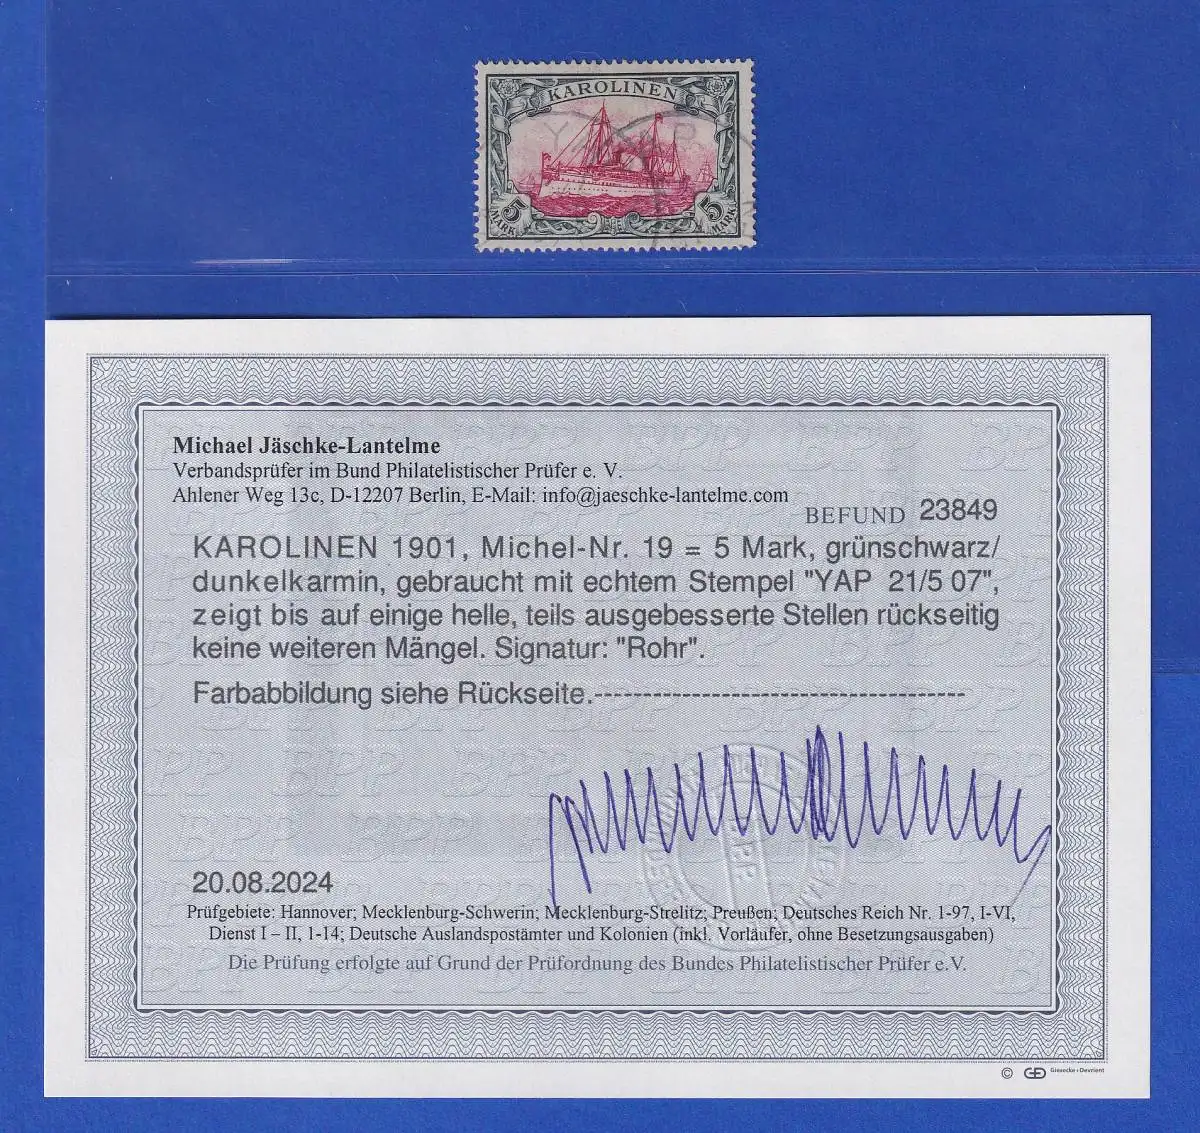 KAROLINEN
YAP
5 5
MARK MARK
Michael Jäschke-Lantelme
Verbandsprüfer im Bund Philatelistischer Prüfer e. V.
Ahlener Weg 13c, D-12207 Berlin, E-Mail: info@jaeschke-lantelme.com
BEFUND 23849
KAROLINEN 1901, Michel-Nr. 19 = 5 Mark, grünschwarz/
dunkelkarmin, gebraucht mit echtem Stempel "YAP 21/5 07",
zeigt bis auf einige helle, teils ausgebesserte Stellen rückseitig
keine weiteren Mängel. Signatur: "Rohr".
Farbabbildung siehe Rückseite.--------------------------------------
20.08.2024
Prüfgebiete: Hannover; Mecklenburg-Schwerin; Mecklenburg-Strelitz; Preußen; Deutsches Reich Nr. 1-97, I-VI,
Dienst I – II, 1-14; Deutsche Auslandspostämter und Kolonien (inkl. Vorläufer, ohne Besetzungsausgaben)
Die Prüfung erfolgte auf Grund der Prüfordnung des Bundes Philatelistischer Prüfer e.V.
© Giesecke+Devrient